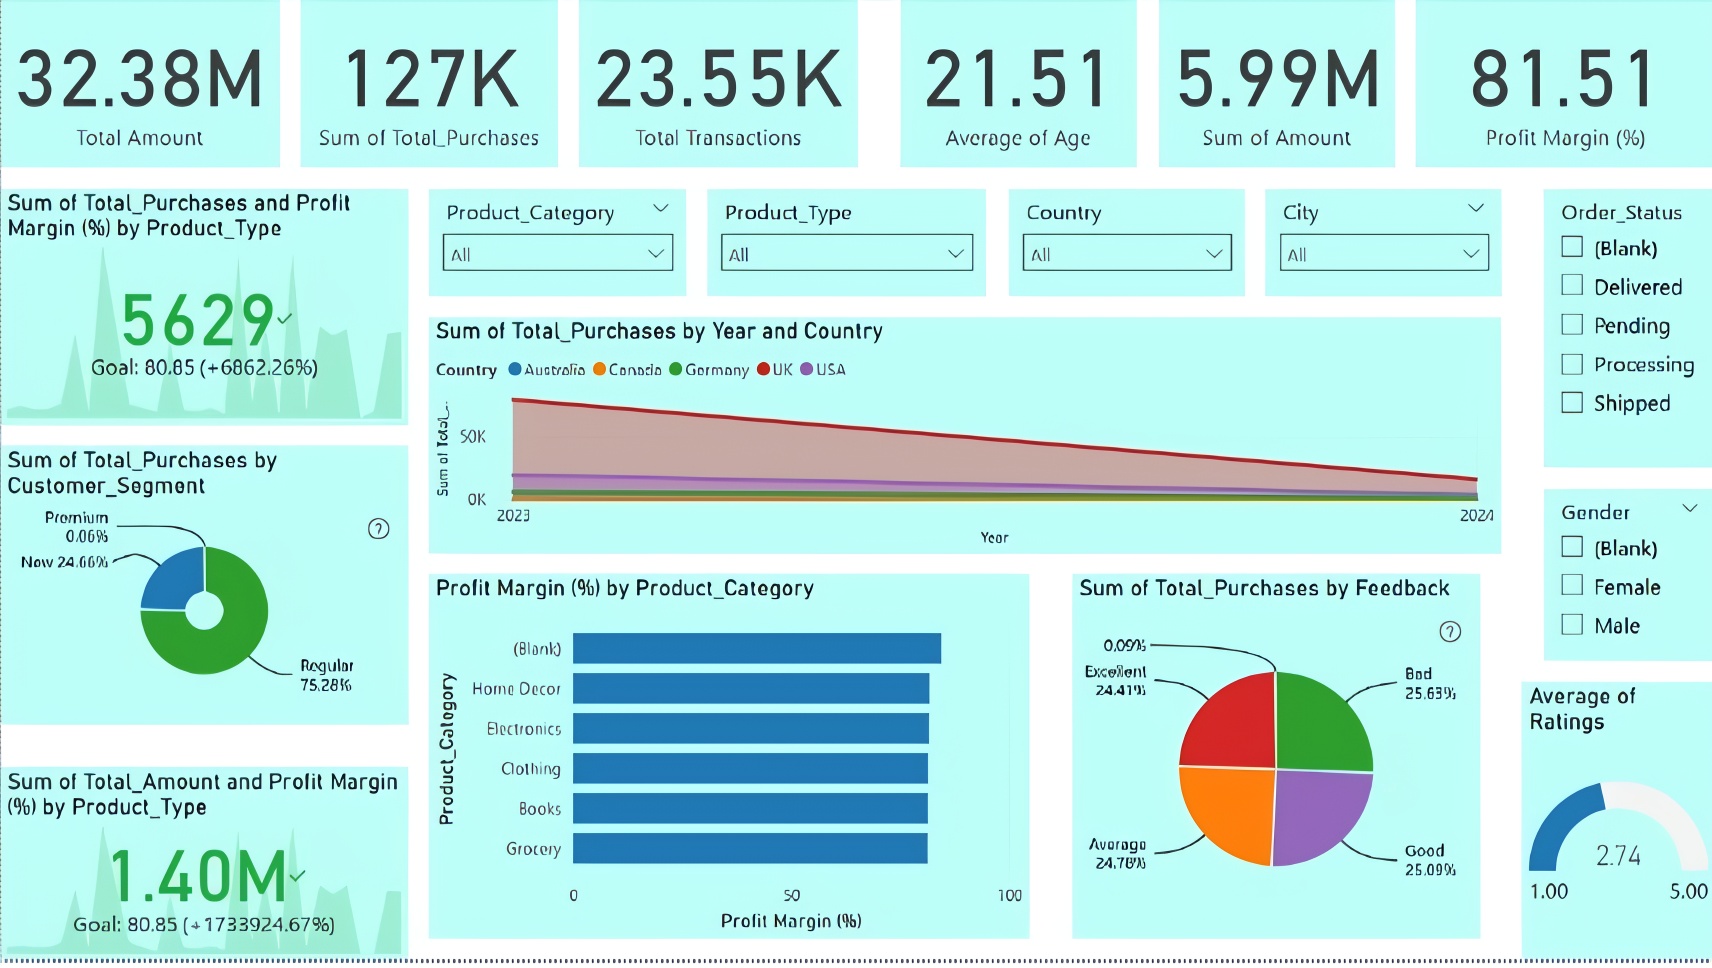 32.38M
Total Amount
127K
Sum of Total_Purchases
23.55K
Total Transactions
21.51
Average of Age
5.99M
Sum of Amount
81.51
Profit Margin (%)
Sum of Total_Purchases and Profit
Margin (%) by Product_Type
5629
Goal: 80.85 (+6862.26%)
Product_Category
All
Product_Type
All
Country
All
City
All
Order_Status
(Blank)
Delivered
Pending
Processing
Shipped
Sum of Total_Purchases by Year and Country
Country Australia Canada Germany UK USA
Sum of Total_...
50K
0K
2023
2024
Year
Sum of Total_Purchases by
Customer_Segment
Premium
0.06%
New 24.66%
Regular
75.28%
Gender
(Blank)
Female
Male
Profit Margin (%) by Product_Category
Product_Category
(Blank)
Home Decor
Electronics
Clothing
Books
Grocery
0
50
100
Profit Margin (%)
Sum of Total_Purchases by Feedback
0.09%
Excellent
24.41%
Bad
25.63%
Average
24.78%
Good
25.09%
Average of
Ratings
2.74
1.00
5.00
Sum of Total_Amount and Profit Margin
(%) by Product_Type
1.40M
Goal: 80.85 (+1733924.67%)